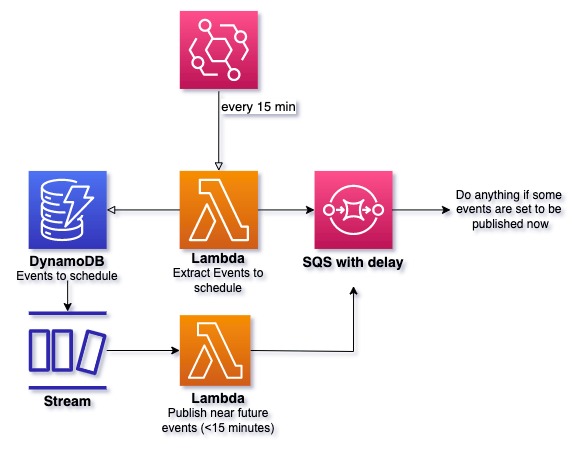 every 15 min
DynamoDB
Events to schedule
Lambda
Extract Events to
schedule
SQS with delay
Do anything if some
events are set to be
published now
Stream
Lambda
Publish near future
events (<15 minutes)